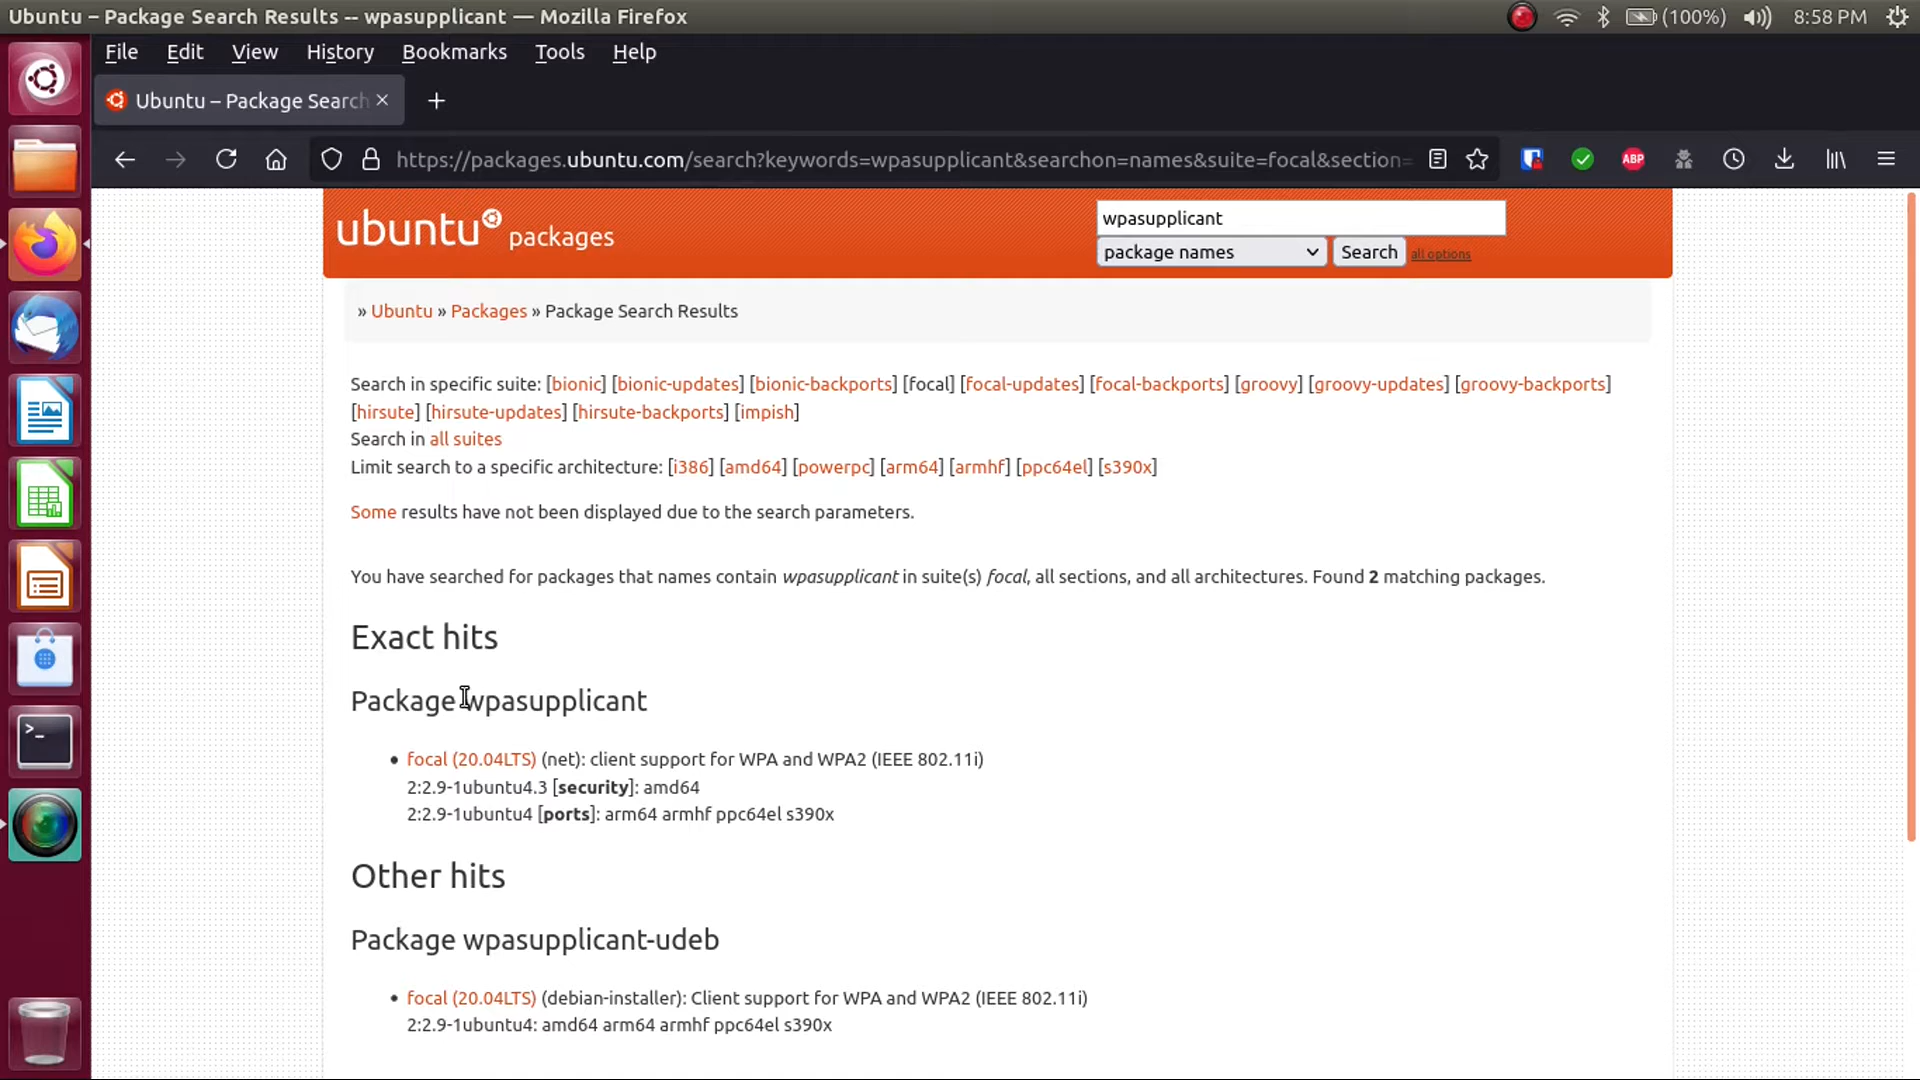 Ubuntu – Package Search Results -- wpasupplicant — Mozilla Firefox
(100%)
8:58 PM
File Edit View History Bookmarks Tools Help
Ubuntu – Package Search
https://packages.ubuntu.com/search?keywords=wpasupplicant&searchon=names&suite=focal&section=
ABP
ubuntu packages
wpasupplicant
package names
Search
all options
» Ubuntu » Packages » Package Search Results
Search in specific suite: [bionic] [bionic-updates] [bionic-backports] [focal] [focal-updates] [focal-backports] [groovy] [groovy-updates] [groovy-backports]
[hirsute] [hirsute-updates] [hirsute-backports] [impish]
Search in all suites
Limit search to a specific architecture: [i386] [amd64] [powerpc] [arm64] [armhf] [ppc64el] [s390x]
Some results have not been displayed due to the search parameters.
You have searched for packages that names contain wpasupplicant in suite(s) focal, all sections, and all architectures. Found 2 matching packages.
Exact hits
Package wpasupplicant
• focal (20.04LTS) (net): client support for WPA and WPA2 (IEEE 802.11i)
2:2.9-1ubuntu4.3 [security]: amd64
2:2.9-1ubuntu4 [ports]: arm64 armhf ppc64el s390x
Other hits
Package wpasupplicant-udeb
• focal (20.04LTS) (debian-installer): Client support for WPA and WPA2 (IEEE 802.11i)
2:2.9-1ubuntu4: amd64 arm64 armhf ppc64el s390x